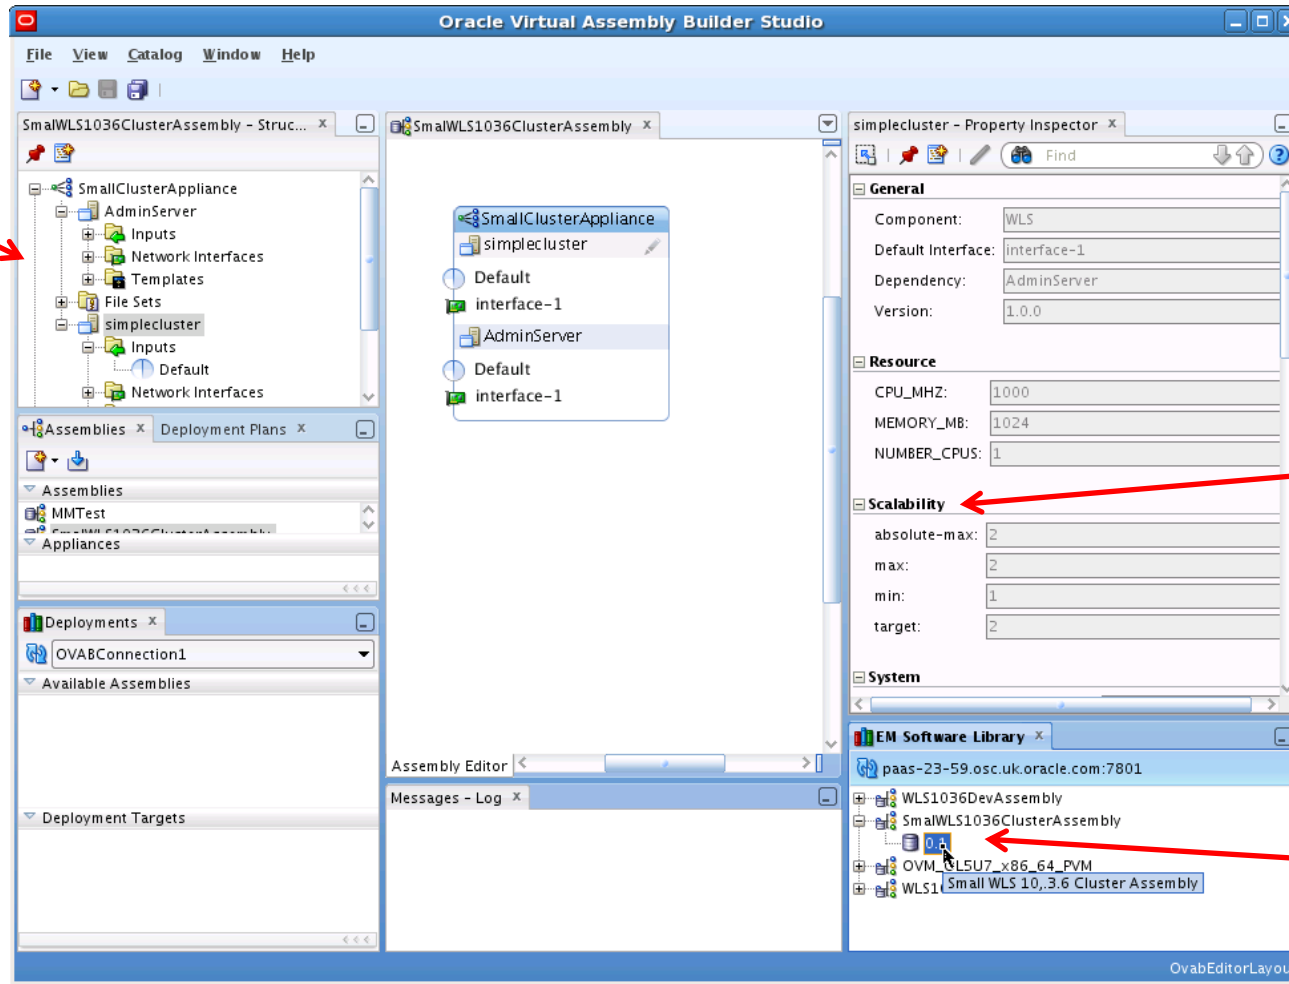 Oracle Virtual Assembly Builder Studio
File View Catalog Window Help
SmalWLS1036ClusterAssembly - Struc...
SmallClusterAppliance
AdminServer
Inputs
Network Interfaces
Templates
File Sets
simplecluster
Inputs
Default
Network Interfaces
Assemblies Deployment Plans
Assemblies
MMTest
SmalWLS1036ClusterAssembly
Appliances
Deployments
OVABConnection1
Available Assemblies
Deployment Targets
SmalWLS1036ClusterAssembly
SmallClusterAppliance
simplecluster
Default
interface-1
AdminServer
Default
interface-1
Assembly Editor
Messages - Log
simplecluster - Property Inspector
Find
General
Component: WLS
Default Interface: interface-1
Dependency: AdminServer
Version: 1.0.0
Resource
CPU_MHZ: 1000
MEMORY_MB: 1024
NUMBER_CPUS: 1
Scalability
absolute-max: 2
max: 2
min: 1
target: 2
System
EM Software Library
paas-23-59.osc.uk.oracle.com:7801
WLS1036DevAssembly
SmalWLS1036ClusterAssembly
0.1
OVM_OL5U7_x86_64_PVM
Small WLS 10,.3.6 Cluster Assembly
OvabEditorLayou